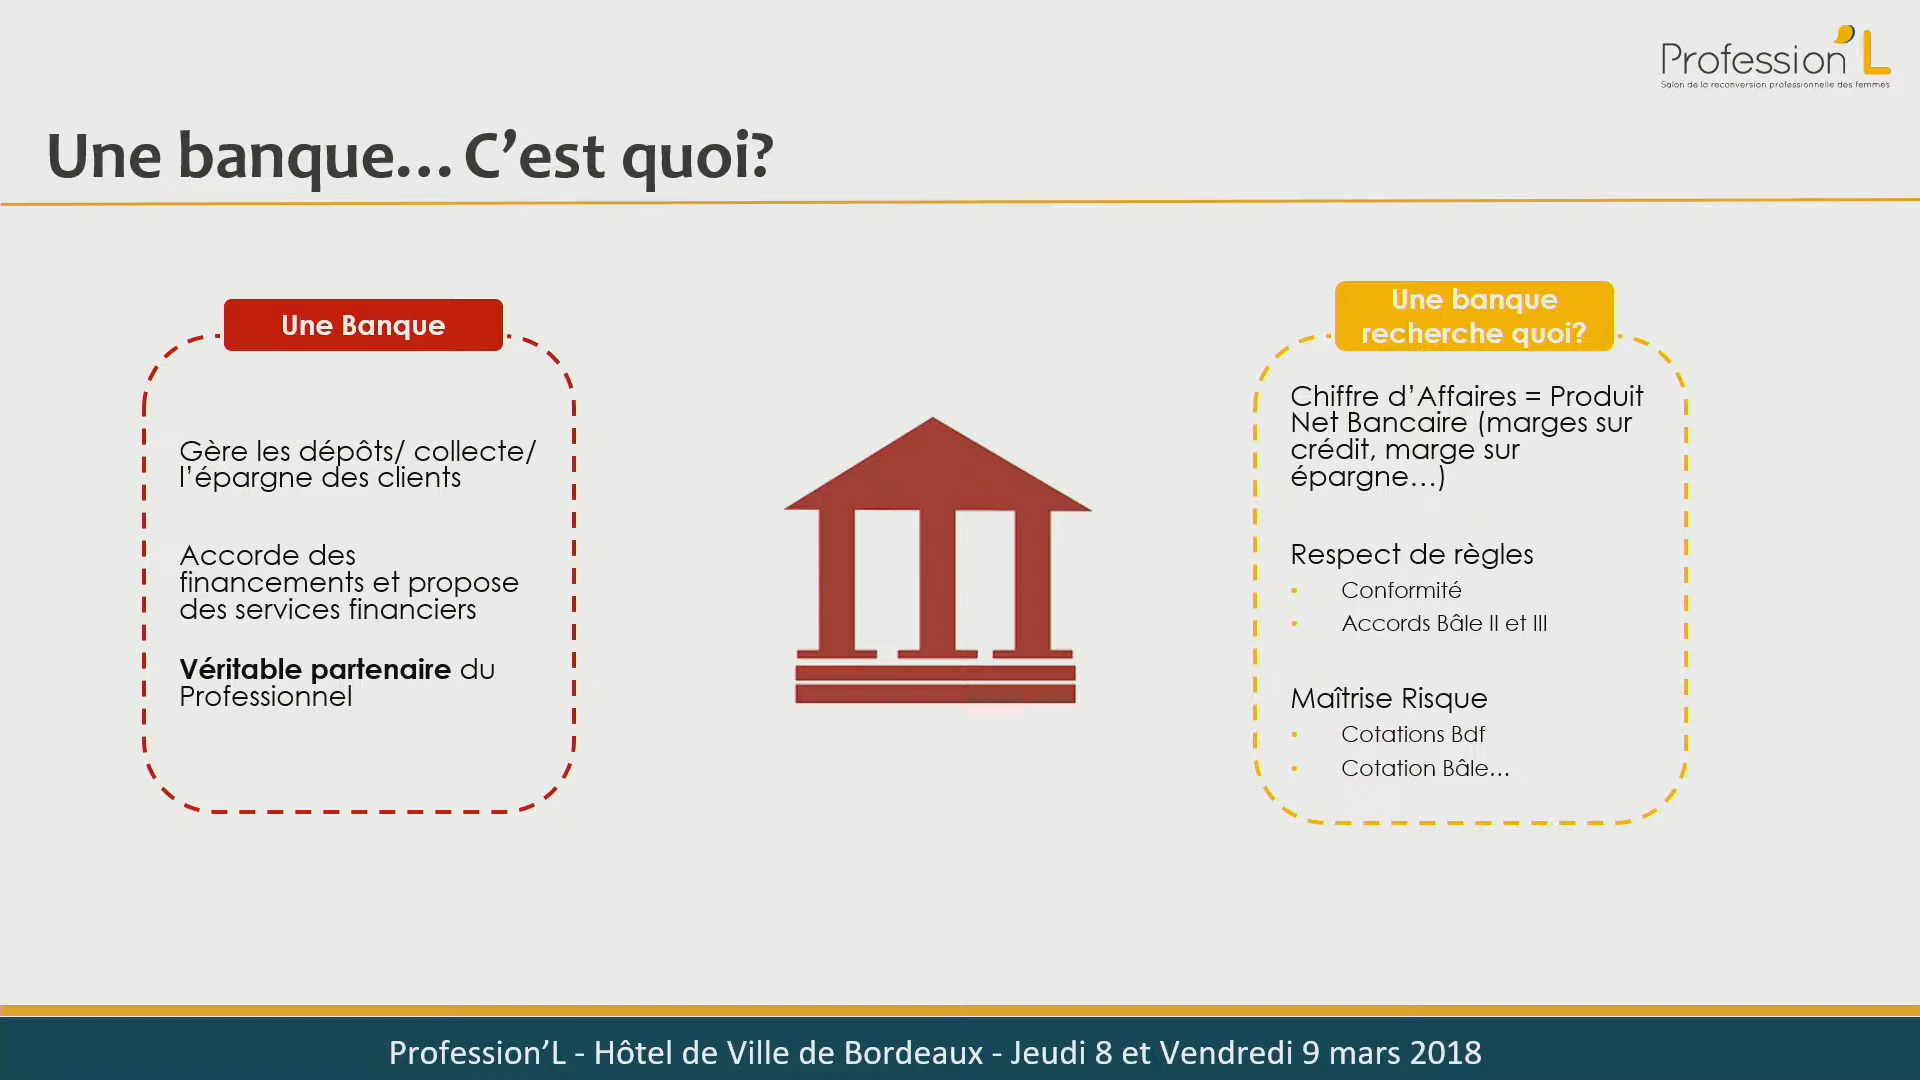 Profession'L
Salon de la reconversion professionnelle des femmes
Une banque... C'est quoi?
Une Banque
Gère les dépôts/ collecte/
l'épargne des clients
Accorde des
financements et propose
des services financiers
Véritable partenaire du
Professionnel
Une banque
recherche quoi?
Chiffre d'Affaires = Produit
Net Bancaire (marges sur
crédit, marge sur
épargne...)
Respect de règles
• Conformité
• Accords Bâle II et III
Maîtrise Risque
• Cotations Bdf
• Cotation Bâle...
Profession'L - Hôtel de Ville de Bordeaux - Jeudi 8 et Vendredi 9 mars 2018